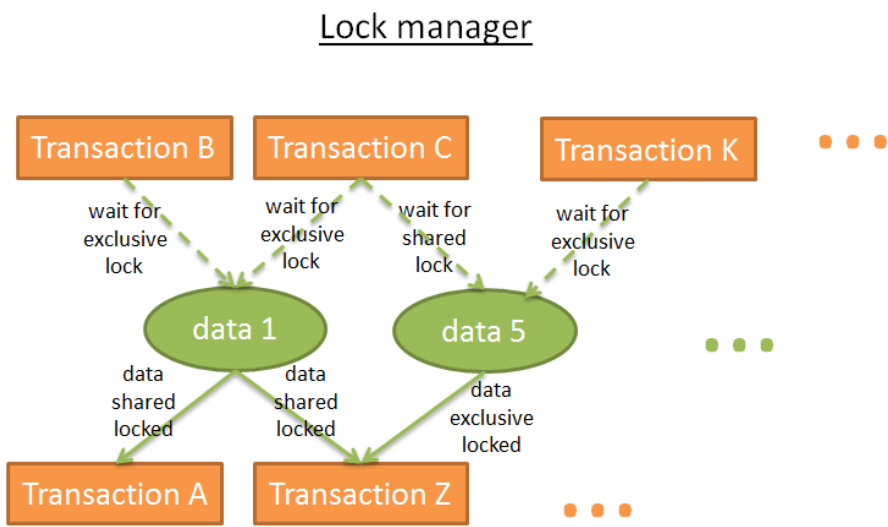 Lock manager
Transaction B
Transaction C
Transaction K
wait for
exclusive
lock
wait for
exclusive
lock
wait for
shared
lock
wait for
exclusive
lock
data 1
data 5
data
shared
locked
data
shared
locked
data
exclusive
locked
Transaction A
Transaction Z